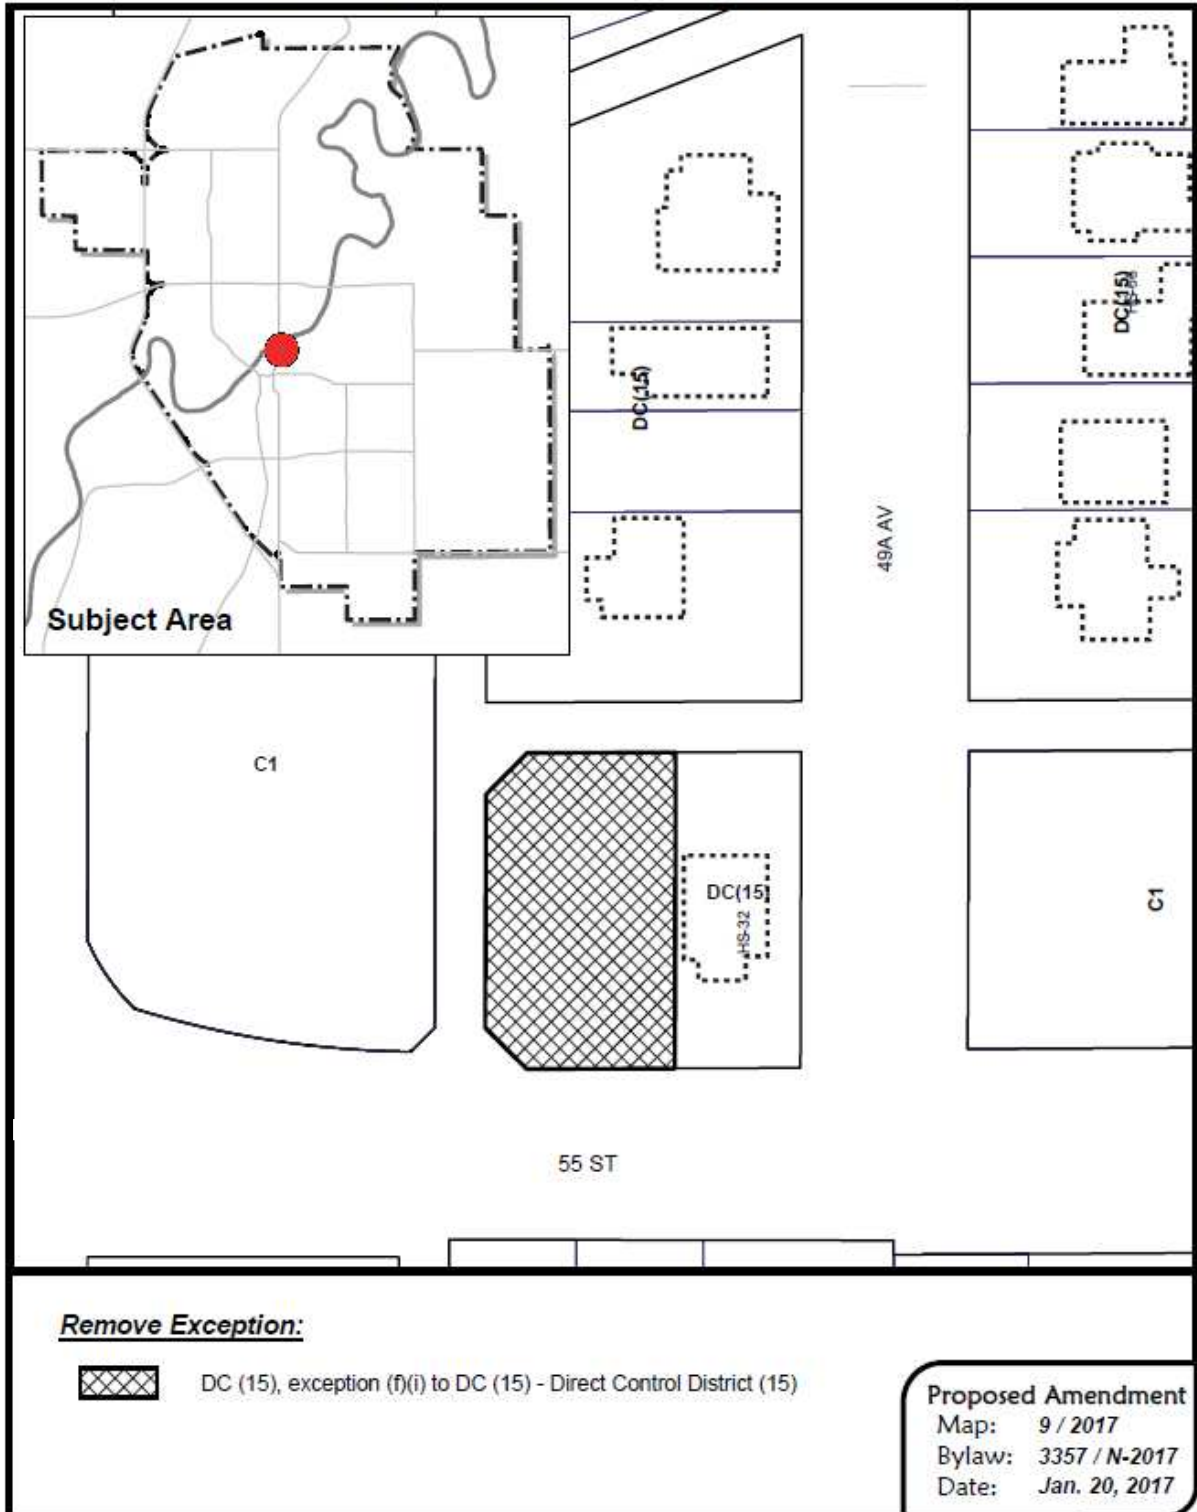 Subject Area
DC(15)
DC(15)
49A AV
C1
DC(15)
HS-32
C1
55 ST
Remove Exception:
DC (15), exception (f)(i) to DC (15) - Direct Control District (15)
Proposed Amendment
Map: 9 / 2017
Bylaw: 3357 / N-2017
Date: Jan. 20, 2017